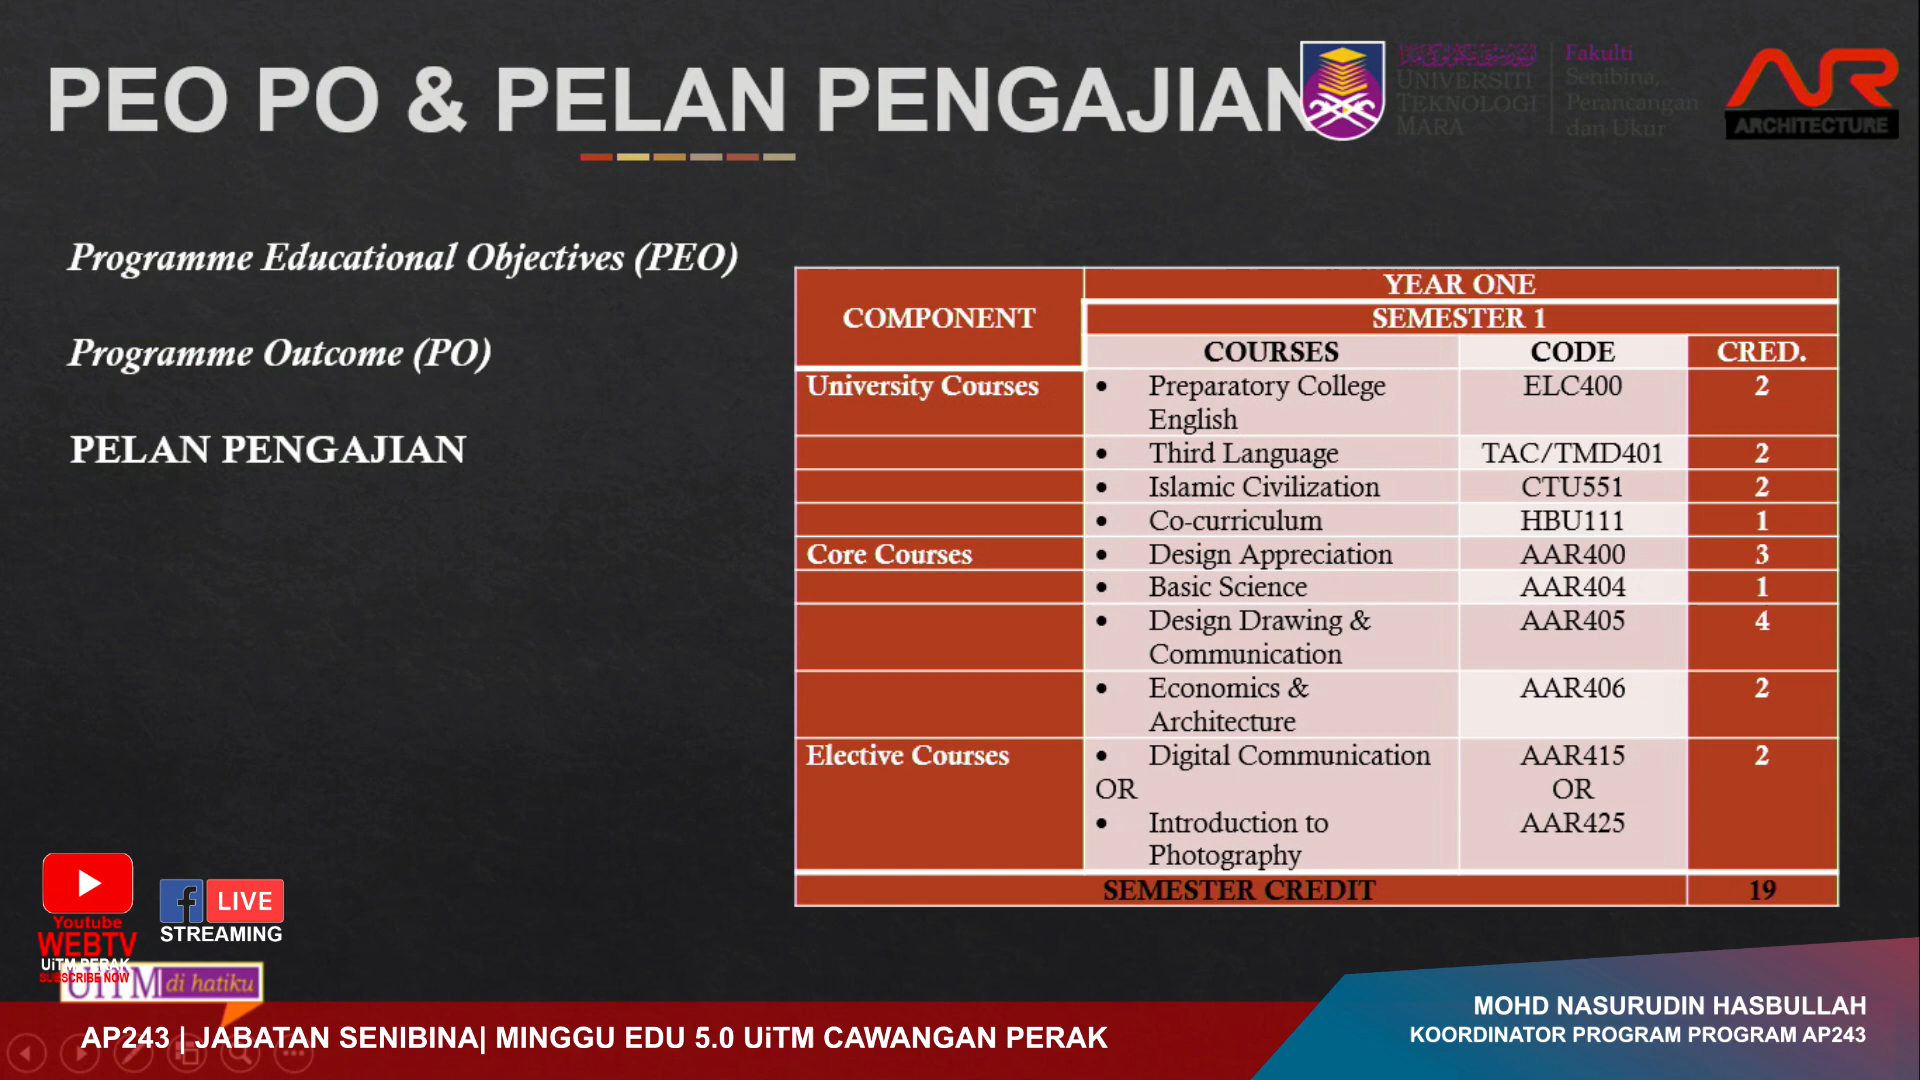 PEO PO & PELAN PENGAJIAN
UNIVERSITI
TEKNOLOGI
MARA
Fakulti
Senibina,
Perancangan
dan Ukur
ARCHITECTURE
Programme Educational Objectives (PEO)
Programme Outcome (PO)
PELAN PENGAJIAN
COMPONENT
YEAR ONE
SEMESTER 1
COURSES CODE CRED.
University Courses • Preparatory College ELC400 2
English
• Third Language TAC/TMD401 2
• Islamic Civilization CTU551 2
• Co-curriculum HBU111 1
Core Courses • Design Appreciation AAR400 3
• Basic Science AAR404 1
• Design Drawing & AAR405 4
Communication
• Economics & AAR406 2
Architecture
Elective Courses • Digital Communication AAR415 2
OR OR
• Introduction to AAR425
Photography
SEMESTER CREDIT 19
Youtube
WEBTV
UiTM PERAK
SUBSCRIBE NOW
LIVE
STREAMING
UiTM di hatiku
AP243 | JABATAN SENIBINA| MINGGU EDU 5.0 UiTM CAWANGAN PERAK
MOHD NASURUDIN HASBULLAH
KOORDINATOR PROGRAM PROGRAM AP243